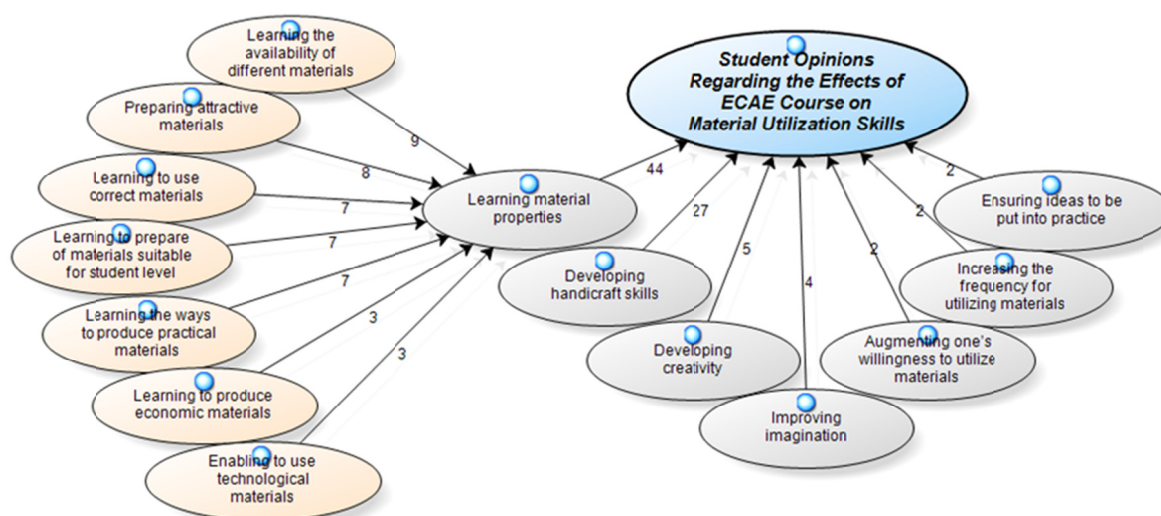 Learning the
availability of
different materials
Preparing attractive
materials
Learning to use
correct materials
Learning to prepare
of materials suitable
for student level
Learning the ways
to produce practical
materials
Learning to produce
economic materials
Enabling to use
technological
materials
9
8
7
7
7
3
3
Learning material
properties
Student Opinions
Regarding the Effects of
ECAE Course on
Material Utilization Skills
44
27
5
4
2
2
2
Developing
handicraft skills
Developing
creativity
Improving
imagination
Augmenting one's
willingness to utilize
materials
Increasing the
frequency for
utilizing materials
Ensuring ideas to be
put into practice